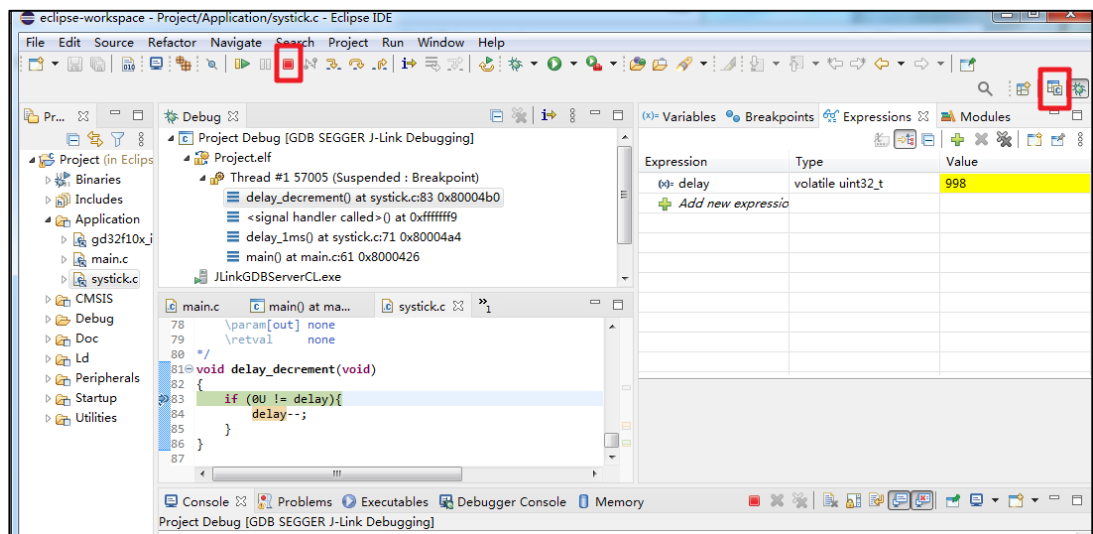 eclipse-workspace - Project/Application/systick.c - Eclipse IDE
File Edit Source Refactor Navigate Search Project Run Window Help
Pr...
Project (in Eclips
Binaries
Includes
Application
gd32f10x_i
main.c
systick.c
CMSIS
Debug
Doc
Ld
Peripherals
Startup
Utilities
Debug
Project Debug [GDB SEGGER J-Link Debugging]
Project.elf
Thread #1 57005 (Suspended : Breakpoint)
delay_decrement() at systick.c:83 0x80004b0
<signal handler called>() at 0xfffffff9
delay_1ms() at systick.c:71 0x80004a4
main() at main.c:61 0x8000426
JLinkGDBServerCL.exe
main.c main() at ma... systick.c »1
78 \param[out] none
79 \retval none
80 */
81 void delay_decrement(void)
82 {
83 if (0U != delay){
84 delay--;
85 }
86 }
87
(x)= Variables Breakpoints Expressions Modules
Expression Type Value
(x)= delay volatile uint32_t 998
Add new expressio
Console Problems Executables Debugger Console Memory
Project Debug [GDB SEGGER J-Link Debugging]